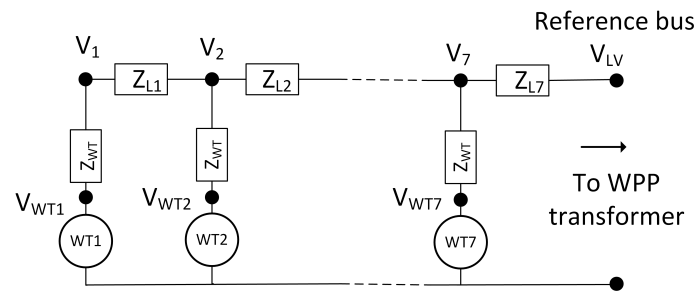 Reference bus
V1 V2 V7 VLV
ZL1 ZL2 ZL7
ZWT ZWT ZWT
To WPP
transformer
VWT1 VWT2 VWT7
WT1 WT2 WT7